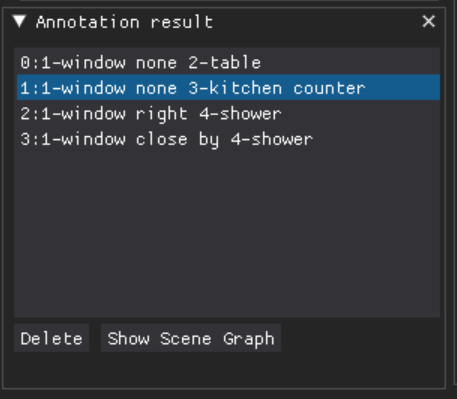 Annotation result
0:1-window none 2-table
1:1-window none 3-kitchen counter
2:1-window right 4-shower
3:1-window close by 4-shower
Delete Show Scene Graph